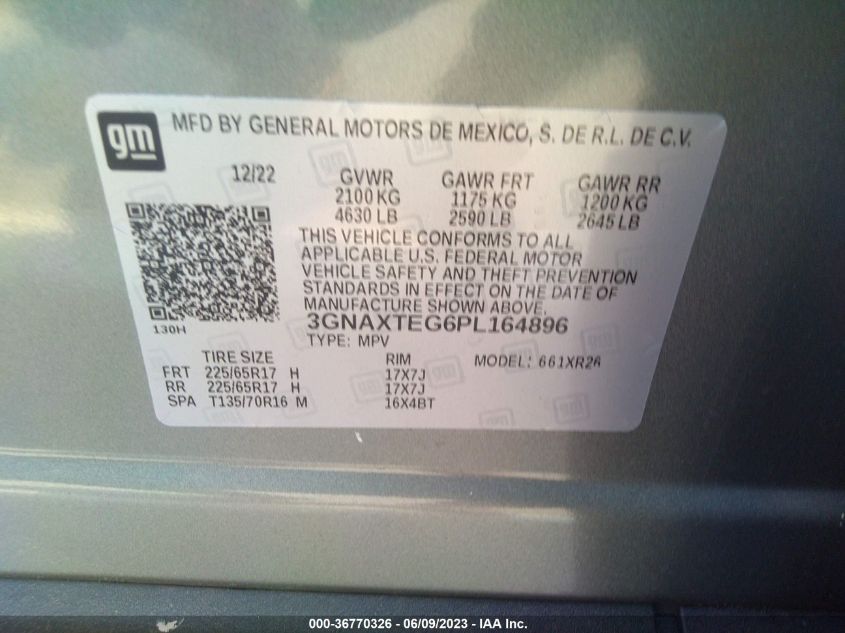 gm
MFD BY GENERAL MOTORS DE MEXICO, S. DE R.L. DE C.V.
12/22 GVWR GAWR FRT GAWR RR
2100 KG 1175 KG 1200 KG
4630 LB 2590 LB 2645 LB
THIS VEHICLE CONFORMS TO ALL
APPLICABLE U.S. FEDERAL MOTOR
VEHICLE SAFETY AND THEFT PREVENTION
STANDARDS IN EFFECT ON THE DATE OF
MANUFACTURE SHOWN ABOVE.
130H
3GNAXTEG6PL164896
TYPE: MPV
TIRE SIZE RIM MODEL: 661XR26
FRT 225/65R17 H 17X7J
RR 225/65R17 H 17X7J
SPA T135/70R16 M 16X4BT
000-36770326 - 06/09/2023 - IAA Inc.